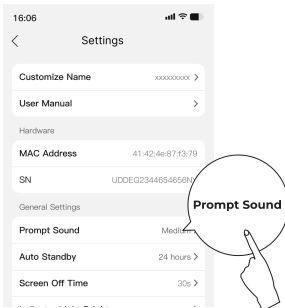 16:06
Settings
Customize Name xxxxxxxxx
User Manual
Hardware
MAC Address 41:42:4e:87:f3:79
SN UDDEG2344654656N
General Settings
Prompt Sound Medium
Prompt Sound
Auto Standby 24 hours
Screen Off Time 30s